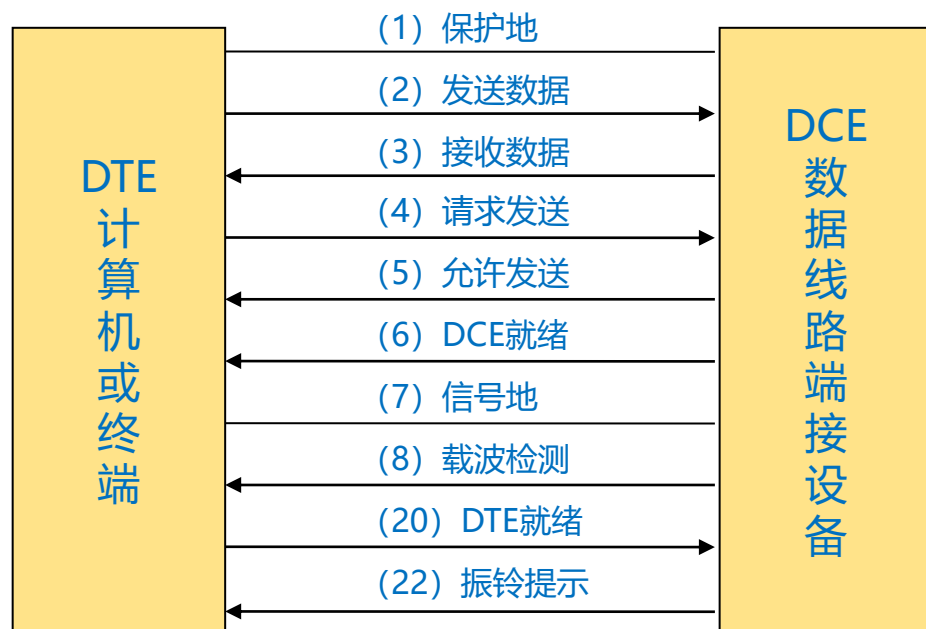 (1) 保护地
(2) 发送数据
(3) 接收数据
(4) 请求发送
(5) 允许发送
(6) DCE就绪
(7) 信号地
(8) 载波检测
(20) DTE就绪
(22) 振铃提示
DTE
计
算
机
或
终
端
DCE
数
据
线
路
端
接
设
备